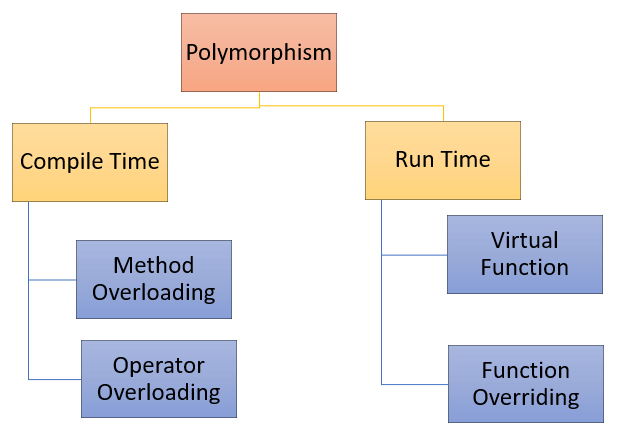 Polymorphism
Compile Time
Run Time
Method
Overloading
Operator
Overloading
Virtual
Function
Function
Overriding